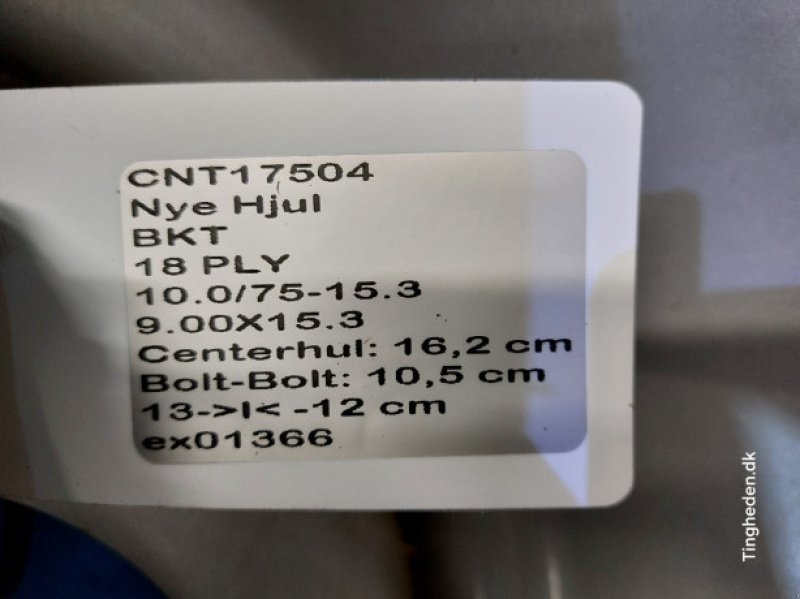 CNT17504
Nye Hjul
BKT
18 PLY
10.0/75-15.3
9.00X15.3
Centerhul: 16,2 cm
Bolt-Bolt: 10,5 cm
13->I< -12 cm
ex01366
Tingheden.dk